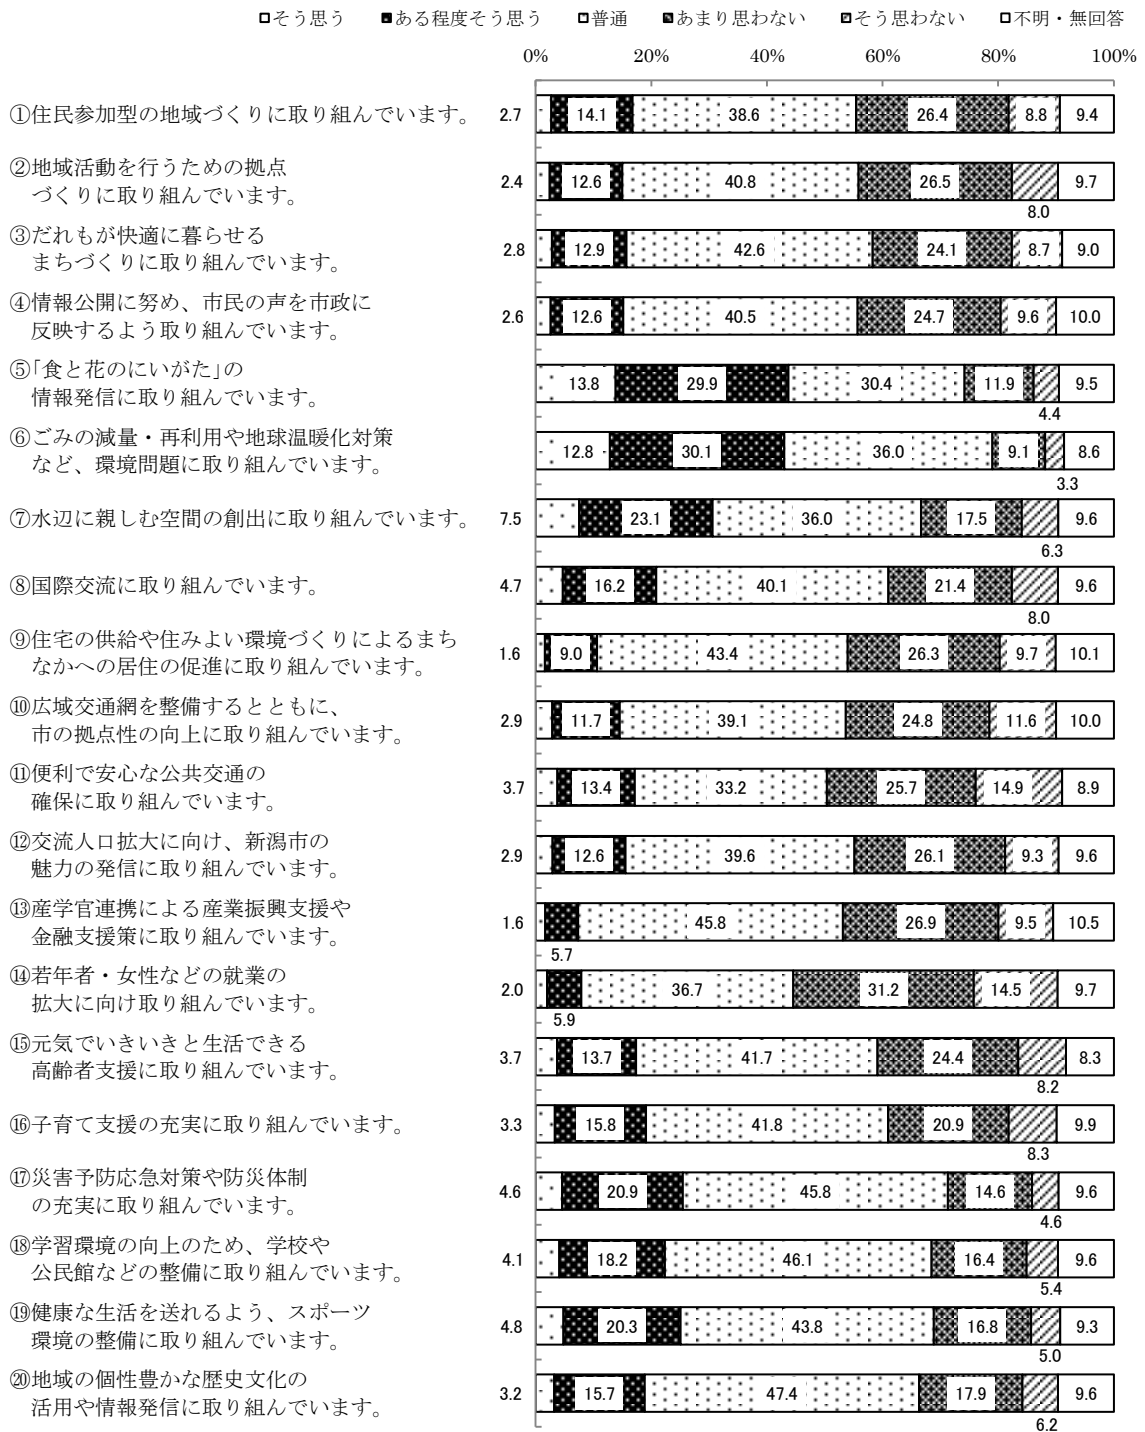 □そう思う ■ある程度そう思う □普通 ■あまり思わない □そう思わない □不明・無回答
0% 20% 40% 60% 80% 100%
①住民参加型の地域づくりに取り組んでいます。 2.7 14.1 38.6 26.4 8.8 9.4
②地域活動を行うための拠点
づくりに取り組んでいます。 2.4 12.6 40.8 26.5 9.7
8.0
③だれもが快適に暮らせる
まちづくりに取り組んでいます。 2.8 12.9 42.6 24.1 8.7 9.0
④情報公開に努め、市民の声を市政に
反映するよう取り組んでいます。 2.6 12.6 40.5 24.7 9.6 10.0
⑤「食と花のにいがた」の
情報発信に取り組んでいます。 13.8 29.9 30.4 11.9 9.5
4.4
⑥ごみの減量・再利用や地球温暖化対策
など、環境問題に取り組んでいます。 12.8 30.1 36.0 9.1 8.6
3.3
⑦水辺に親しむ空間の創出に取り組んでいます。 7.5 23.1 36.0 17.5 9.6
6.3
⑧国際交流に取り組んでいます。 4.7 16.2 40.1 21.4 9.6
8.0
⑨住宅の供給や住みよい環境づくりによるまち
なかへの居住の促進に取り組んでいます。 1.6 9.0 43.4 26.3 9.7 10.1
⑩広域交通網を整備するとともに、
市の拠点性の向上に取り組んでいます。 2.9 11.7 39.1 24.8 11.6 10.0
⑪便利で安心な公共交通の
確保に取り組んでいます。 3.7 13.4 33.2 25.7 14.9 8.9
⑫交流人口拡大に向け、新潟市の
魅力の発信に取り組んでいます。 2.9 12.6 39.6 26.1 9.3 9.6
⑬産学官連携による産業振興支援や
金融支援策に取り組んでいます。 1.6 45.8 26.9 9.5 10.5
5.7
⑭若年者・女性などの就業の
拡大に向け取り組んでいます。 2.0 36.7 31.2 14.5 9.7
5.9
⑮元気でいきいきと生活できる
高齢者支援に取り組んでいます。 3.7 13.7 41.7 24.4 8.3
8.2
⑯子育て支援の充実に取り組んでいます。 3.3 15.8 41.8 20.9 9.9
8.3
⑰災害予防応急対策や防災体制
の充実に取り組んでいます。 4.6 20.9 45.8 14.6 9.6
4.6
⑱学習環境の向上のため、学校や
公民館などの整備に取り組んでいます。 4.1 18.2 46.1 16.4 9.6
5.4
⑲健康な生活を送れるよう、スポーツ
環境の整備に取り組んでいます。 4.8 20.3 43.8 16.8 9.3
5.0
⑳地域の個性豊かな歴史文化の
活用や情報発信に取り組んでいます。 3.2 15.7 47.4 17.9 9.6
6.2